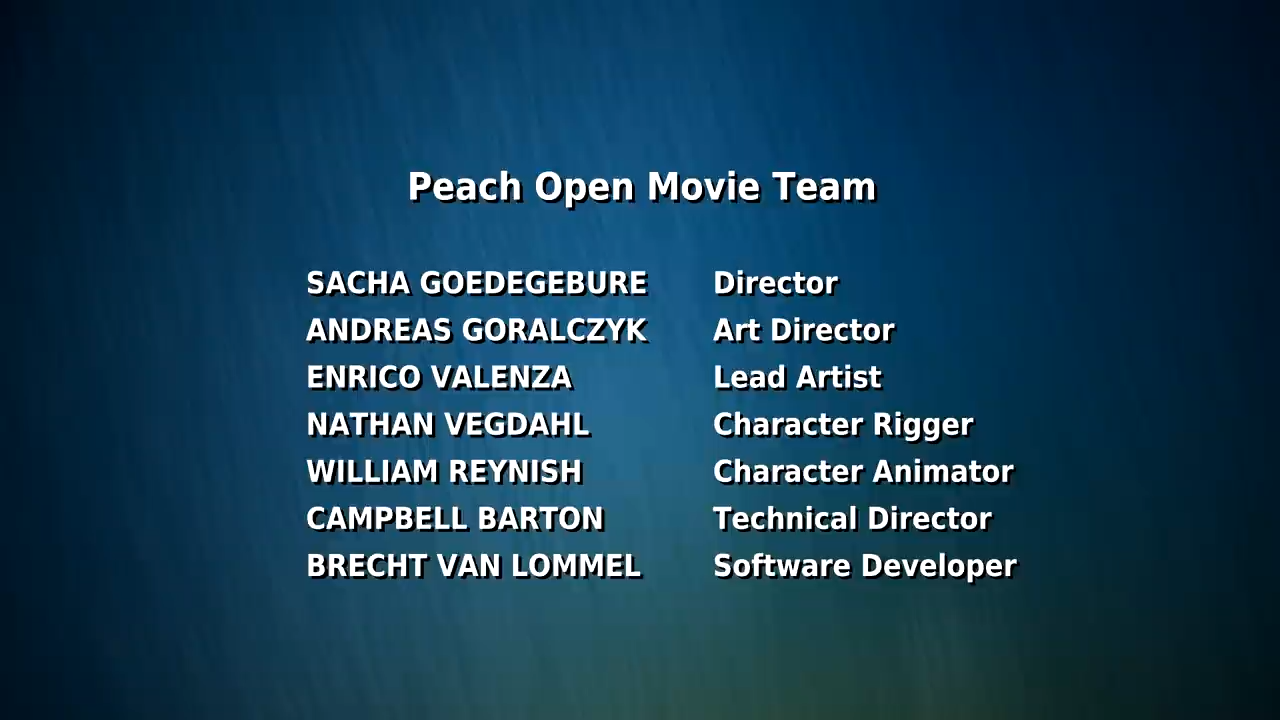 Peach Open Movie Team
SACHA GOEDEGEBURE Director
ANDREAS GORALCZYK Art Director
ENRICO VALENZA Lead Artist
NATHAN VEGDAHL Character Rigger
WILLIAM REYNISH Character Animator
CAMPBELL BARTON Technical Director
BRECHT VAN LOMMEL Software Developer